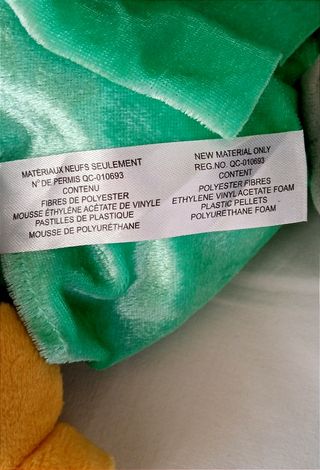 MATÉRIAUX NEUFS SEULEMENT
N° DE PERMIS QC-010693
CONTENU
FIBRES DE POLYESTER
MOUSSE ÉTHYLÈNE ACÉTATE DE VINYLE
PASTILLES DE PLASTIQUE
MOUSSE DE POLYURÉTHANE
NEW MATERIAL ONLY
REG.NO. QC-010693
CONTENT
POLYESTER FIBRES
ETHYLENE VINYL ACETATE FOAM
PLASTIC PELLETS
POLYURETHANE FOAM